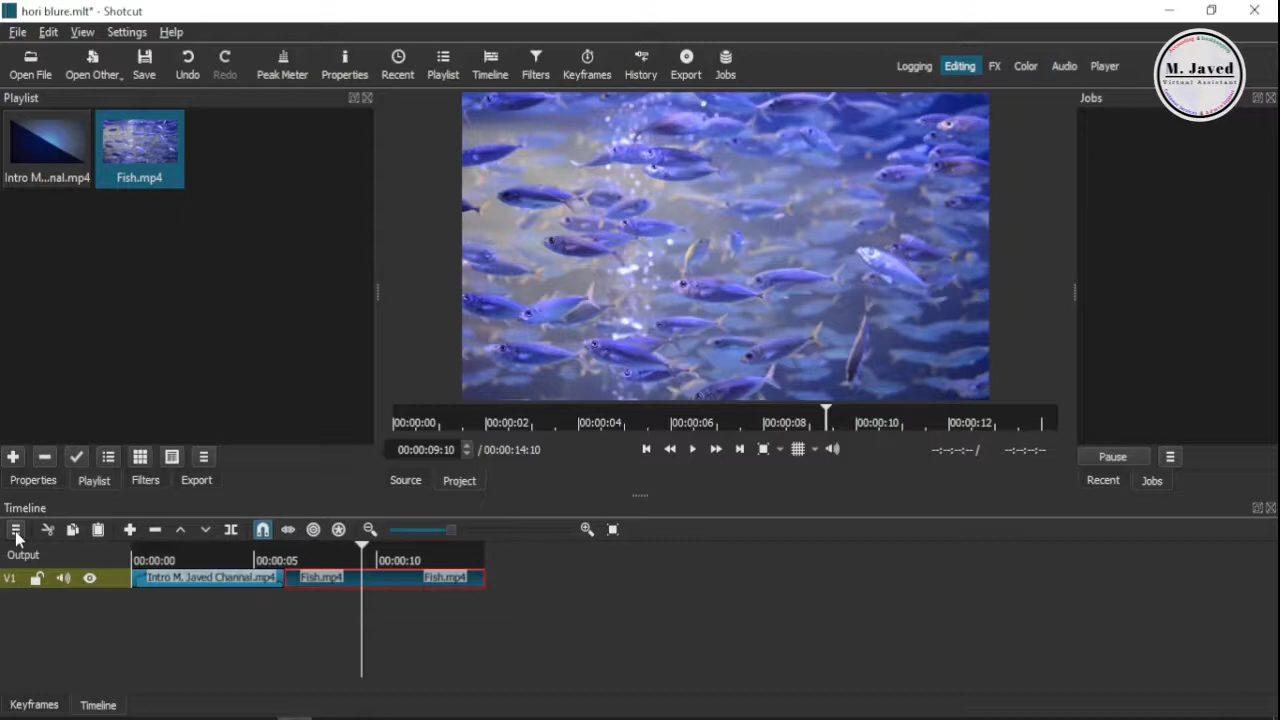 hori blure.mlt* - Shotcut
File Edit View Settings Help
Open File Open Other.. Save Undo Redo Peak Meter Properties Recent Playlist Timeline Filters Keyframes History Export Jobs
Logging Editing FX Color Audio Player
M. Javed
Virtual Assistant
Playlist
Jobs
Intro M...nal.mp4 Fish.mp4
00:00:00 00:00:02 00:00:04 00:00:06 00:00:08 00:00:10 00:00:12
00:00:09:10 / 00:00:14:10 --:--:--:-- / --:--:--:--
Pause
Properties Playlist Filters Export
Source Project
Recent Jobs
Timeline
Output
00:00:00 00:00:05 00:00:10
V1 Intro M. Javed Channal.mp4 Fish.mp4 Fish.mp4
Keyframes Timeline